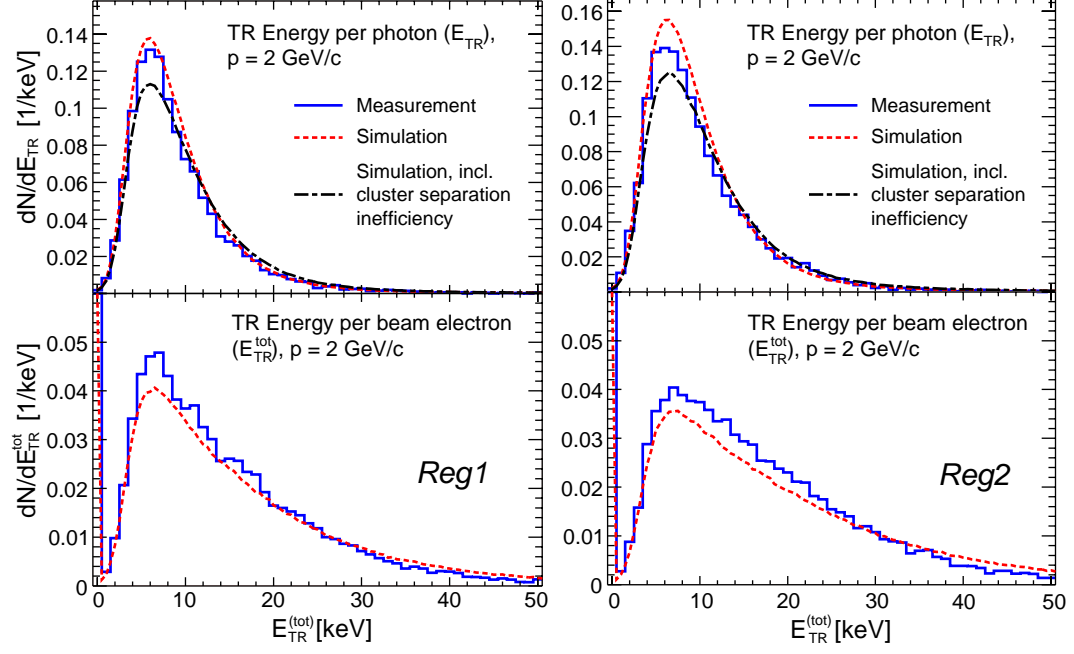 TR Energy per photon (E_TR),
p = 2 GeV/c
Measurement
Simulation
Simulation, incl.
cluster separation
inefficiency
dN/dE_TR [1/keV]
0.14
0.12
0.1
0.08
0.06
0.04
0.02
TR Energy per photon (E_TR),
p = 2 GeV/c
Measurement
Simulation
Simulation, incl.
cluster separation
inefficiency
0.16
0.14
0.12
0.1
0.08
0.06
0.04
0.02
TR Energy per beam electron
(E_TR^tot), p = 2 GeV/c
Reg1
dN/dE_TR^tot [1/keV]
0.05
0.04
0.03
0.02
0.01
0
0 10 20 30 40 50
E_TR^(tot) [keV]
TR Energy per beam electron
(E_TR^tot), p = 2 GeV/c
Reg2
0.05
0.04
0.03
0.02
0.01
0
0 10 20 30 40 50
E_TR^(tot) [keV]